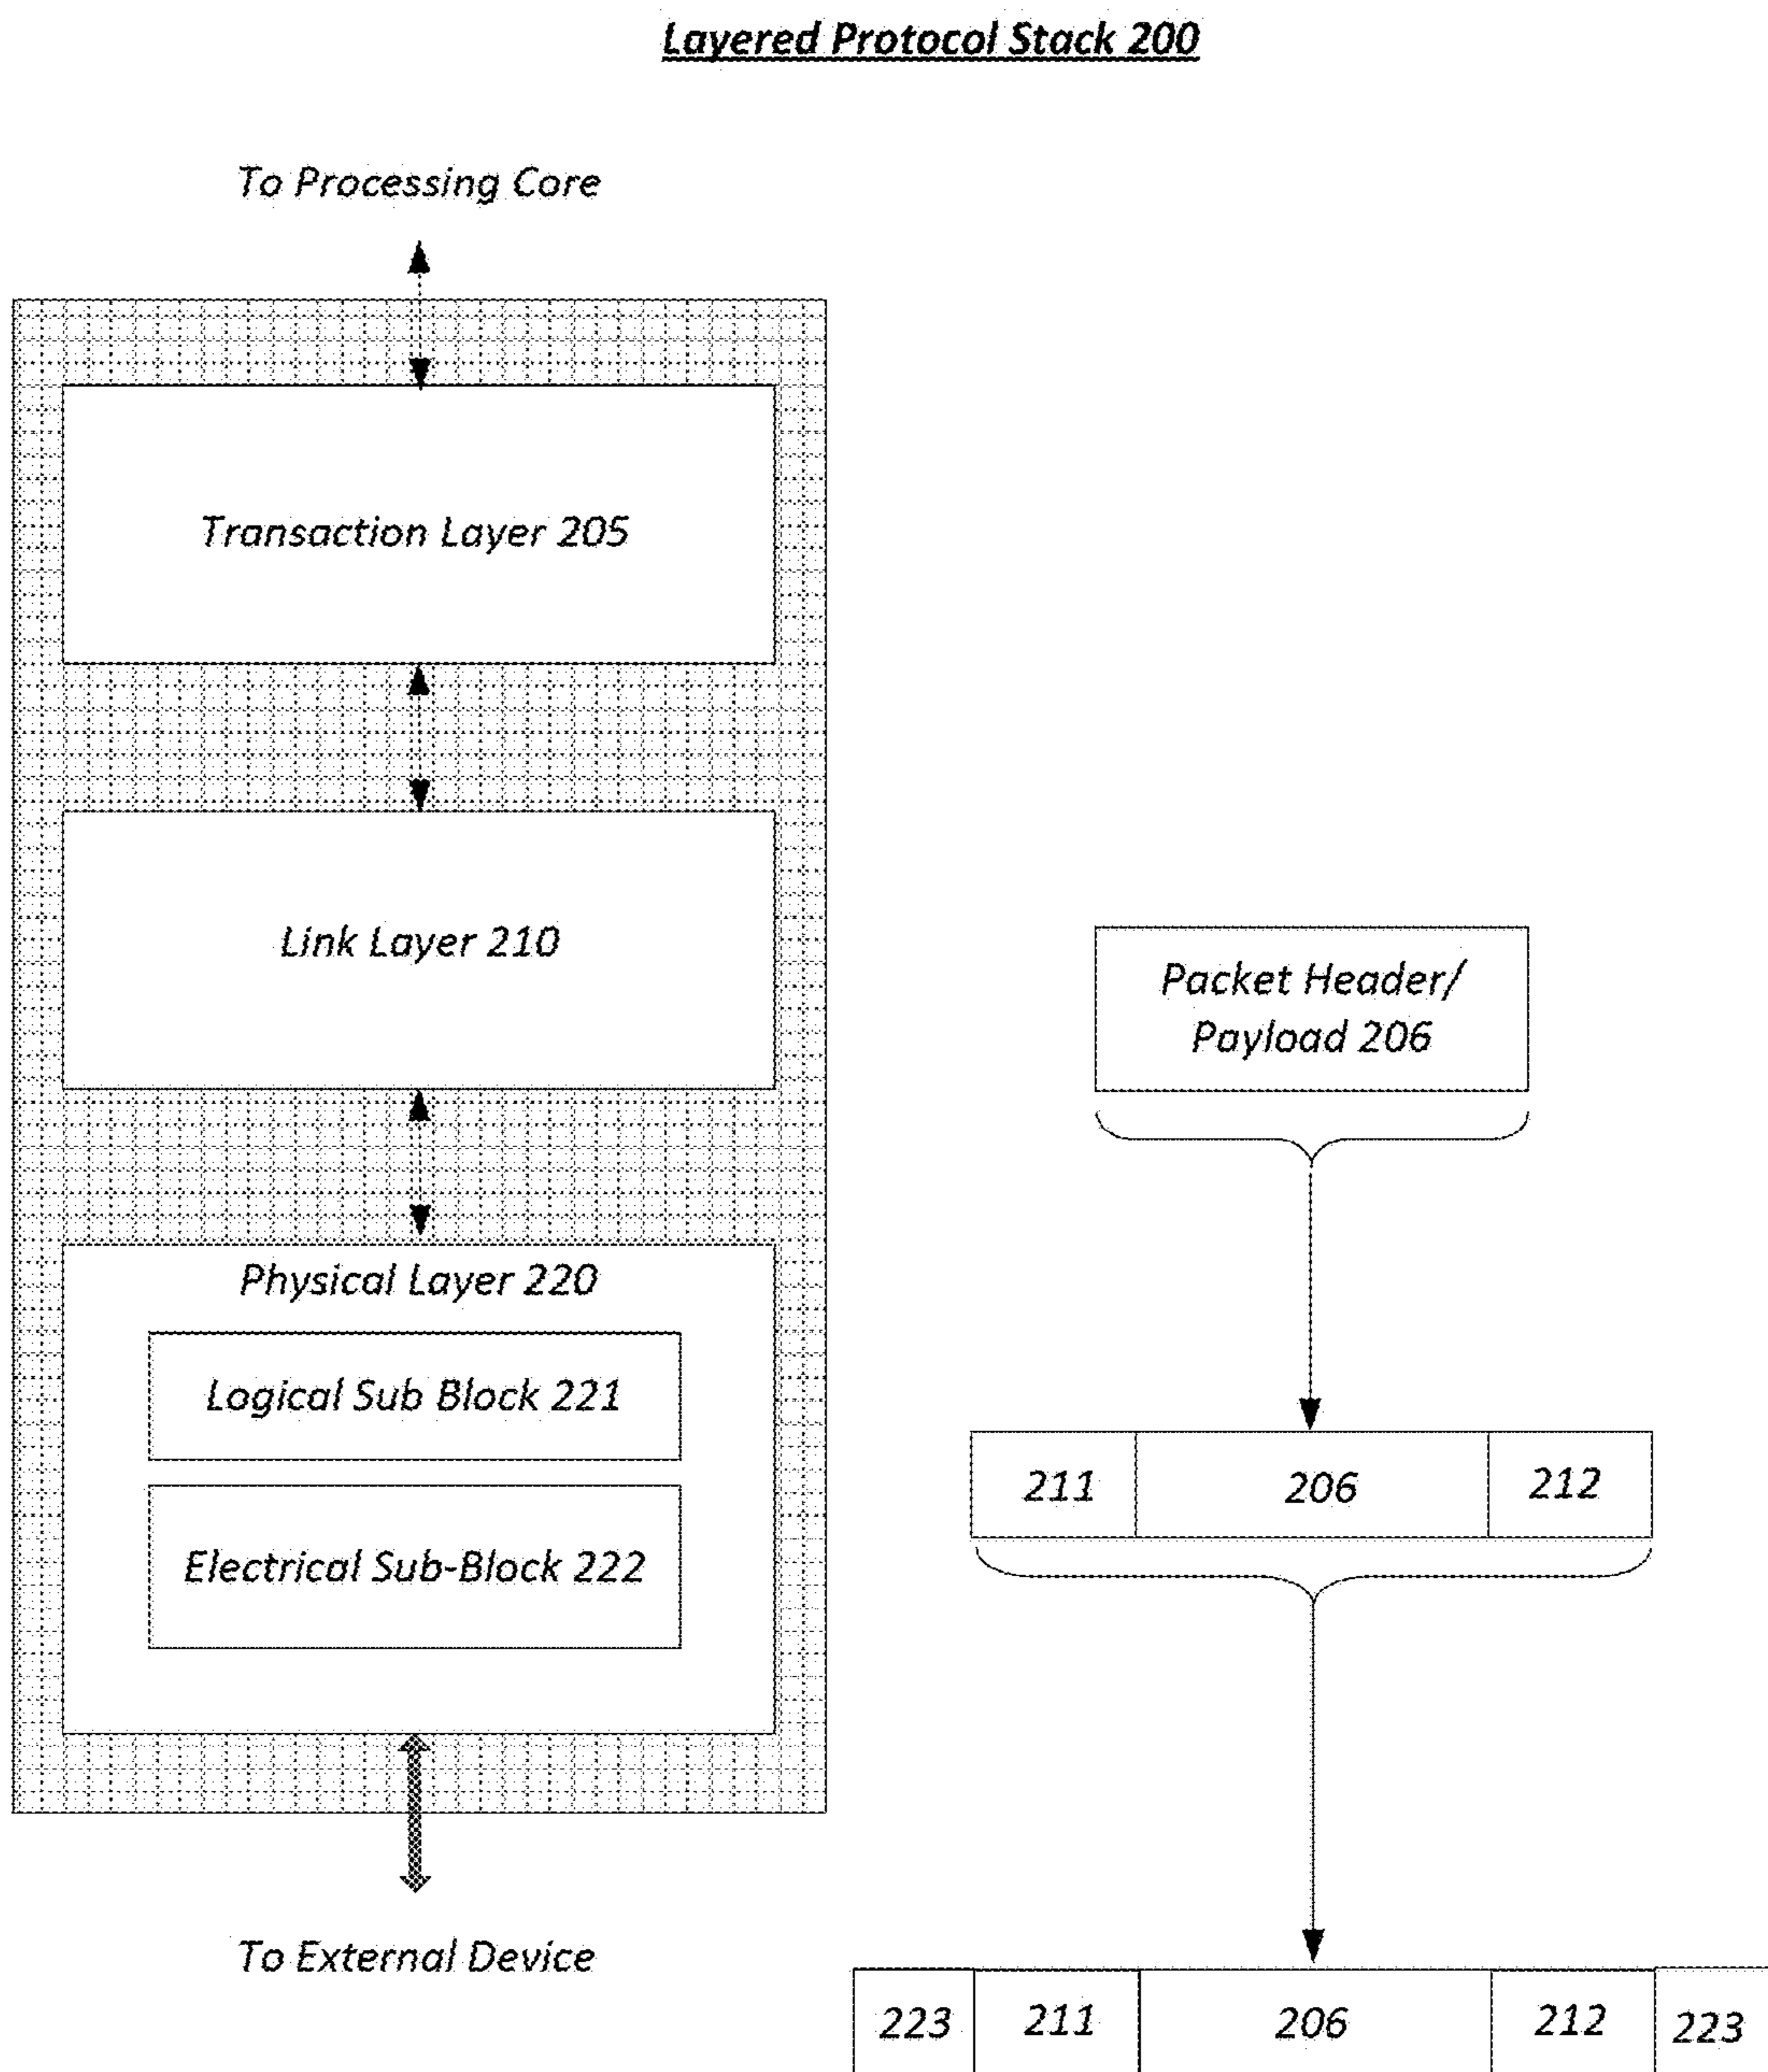 Layered Protocol Stack 200
To Processing Core
Transaction Layer 205
Link Layer 210
Packet Header/
Payload 206
Physical Layer 220
Logical Sub Block 221
Electrical Sub-Block 222
211 206 212
To External Device
223 211 206 212 223